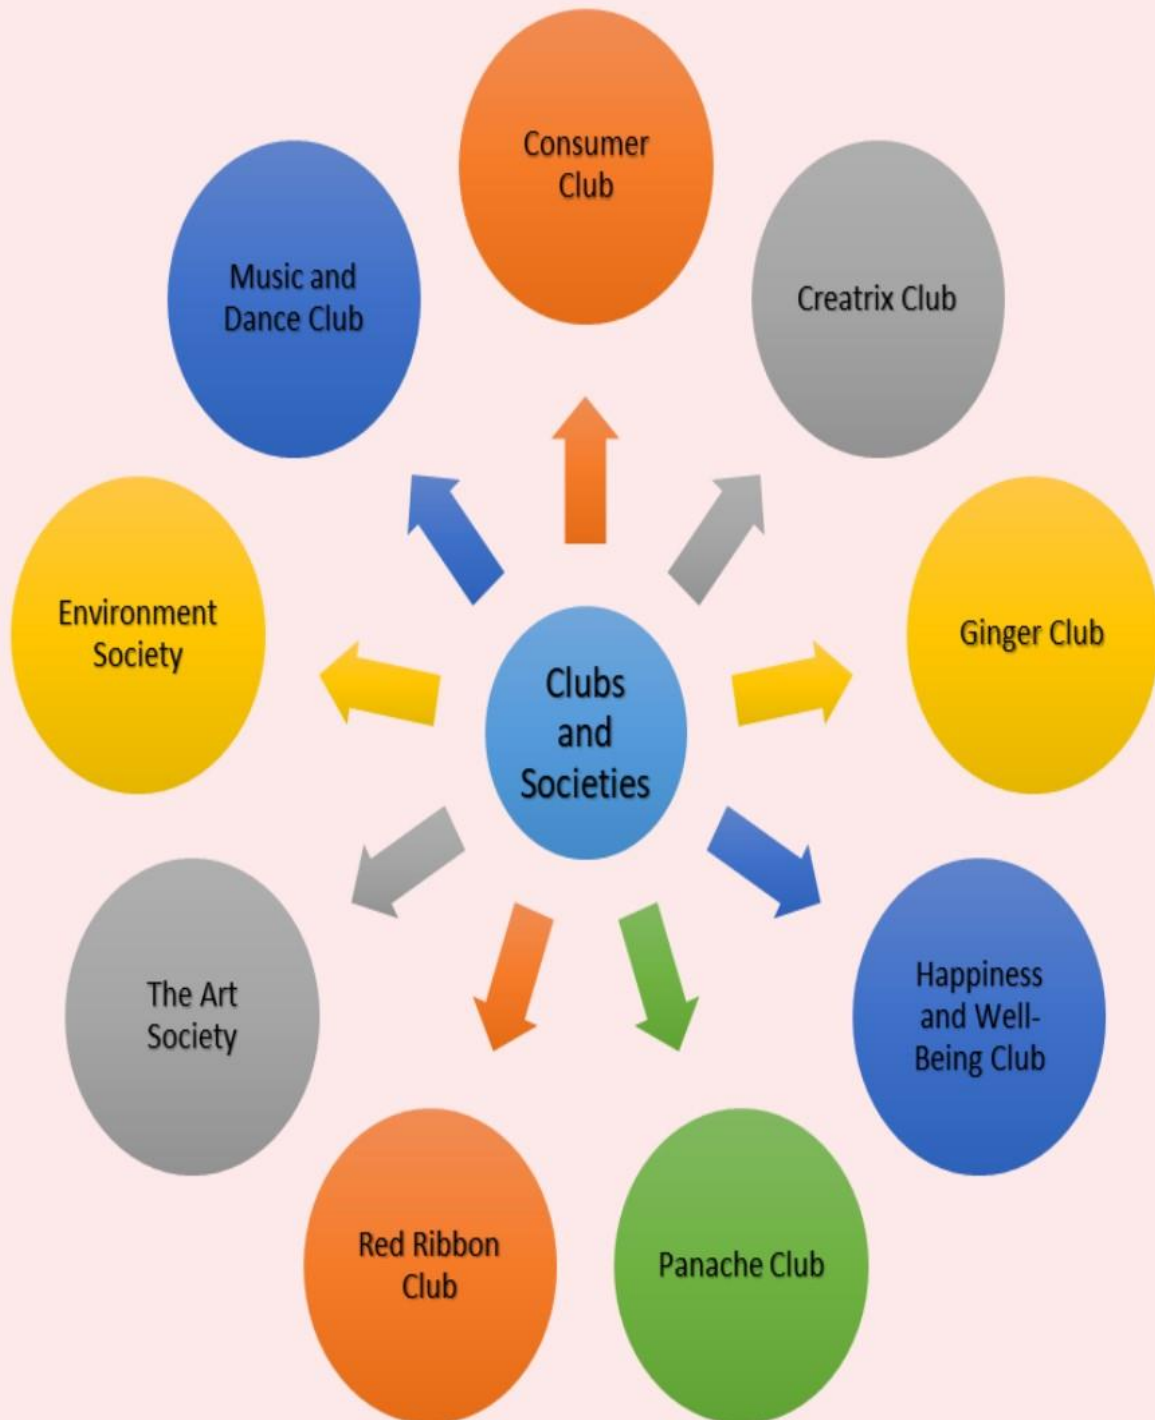 Consumer
Club
Creatrix Club
Ginger Club
Happiness
and Well-
Being Club
Panache Club
Red Ribbon
Club
The Art
Society
Environment
Society
Music and
Dance Club
Clubs
and
Societies